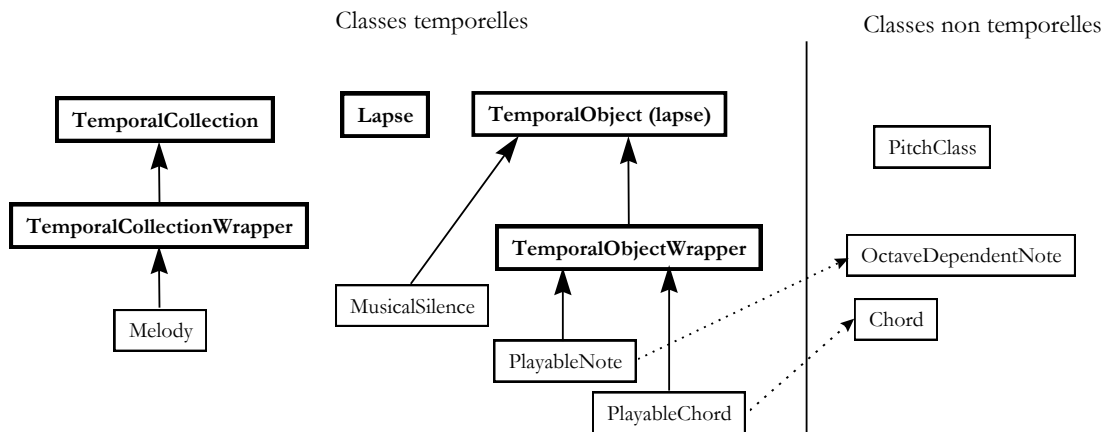 Classes temporelles
Classes non temporelles
TemporalCollection
Lapse
TemporalObject (lapse)
PitchClass
TemporalCollectionWrapper
TemporalObjectWrapper
OctaveDependentNote
MusicalSilence
Melody
Chord
PlayableNote
PlayableChord